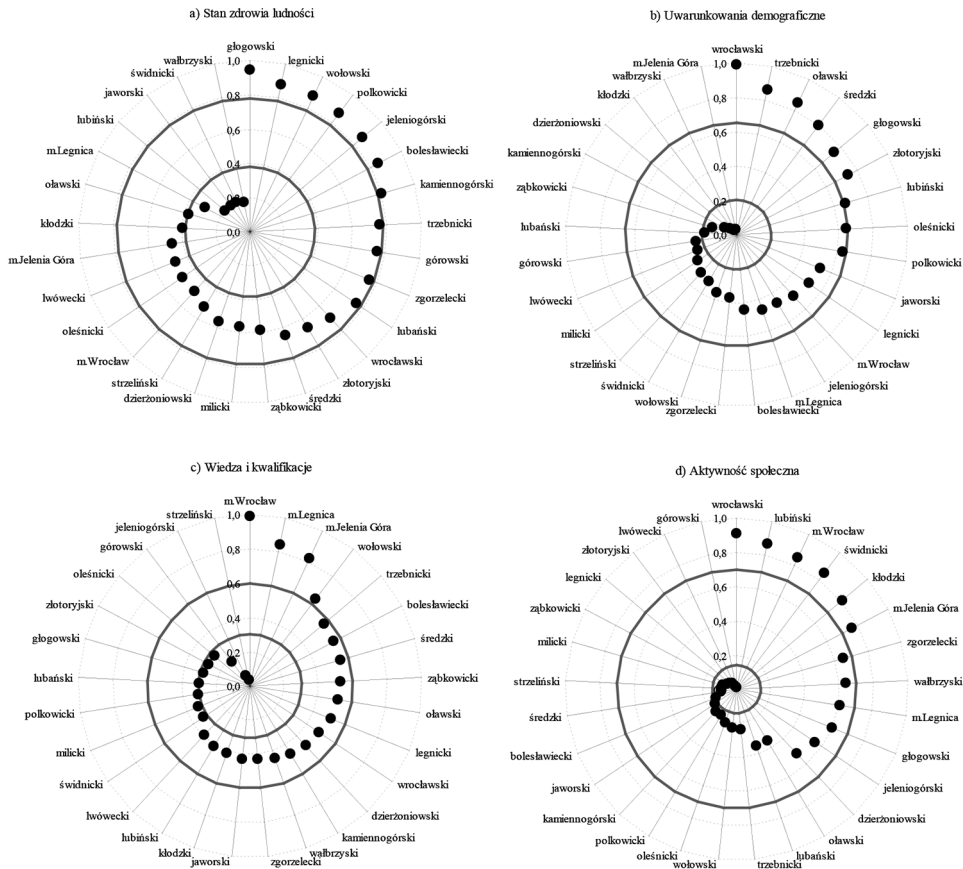 a) Stan zdrowia ludności
głogowski
legnicki
wołowski
polkowicki
jeleniogórski
bolesławiecki
kamiennogórski
trzebnicki
górowski
zgorzelecki
lubański
wrocławski
złotoryjski
średzki
ząbkowicki
milicki
dzierżoniowski
strzeliński
m.Wrocław
oleśnicki
lwówecki
m.Jelenia Góra
kłodzki
oławski
m.Legnica
lubiński
jaworski
świdnicki
wałbrzyski
1,0
0,8
0,6
0,4
0,2
0,0
b) Uwarunkowania demograficzne
wrocławski
trzebnicki
oławski
średzki
głogowski
złotoryjski
lubiński
oleśnicki
polkowicki
jaworski
legnicki
m.Wrocław
jeleniogórski
m.Legnica
bolesławiecki
zgorzelecki
wołowski
świdnicki
strzeliński
milicki
lwówecki
górowski
lubański
ząbkowicki
kamiennogórski
dzierżoniowski
kłodzki
wałbrzyski
m.Jelenia Góra
1,0
0,8
0,6
0,4
0,2
0,0
c) Wiedza i kwalifikacje
m.Wrocław
m.Legnica
m.Jelenia Góra
wołowski
trzebnicki
bolesławiecki
średzki
ząbkowicki
oławski
legnicki
wrocławski
dzierżoniowski
kamiennogórski
wałbrzyski
zgorzelecki
jaworski
kłodzki
lubiński
lwówecki
świdnicki
milicki
polkowicki
lubański
głogowski
złotoryjski
oleśnicki
górowski
jeleniogórski
strzeliński
1,0
0,8
0,6
0,4
0,2
0,0
d) Aktywność społeczna
wrocławski
lubiński
m.Wrocław
świdnicki
kłodzki
m.Jelenia Góra
zgorzelecki
wałbrzyski
m.Legnica
głogowski
jeleniogórski
dzierżoniowski
oławski
lubański
trzebnicki
wołowski
oleśnicki
polkowicki
kamiennogórski
jaworski
bolesławiecki
średzki
strzeliński
milicki
ząbkowicki
legnicki
złotoryjski
lwówecki
górowski
1,0
0,8
0,6
0,4
0,2